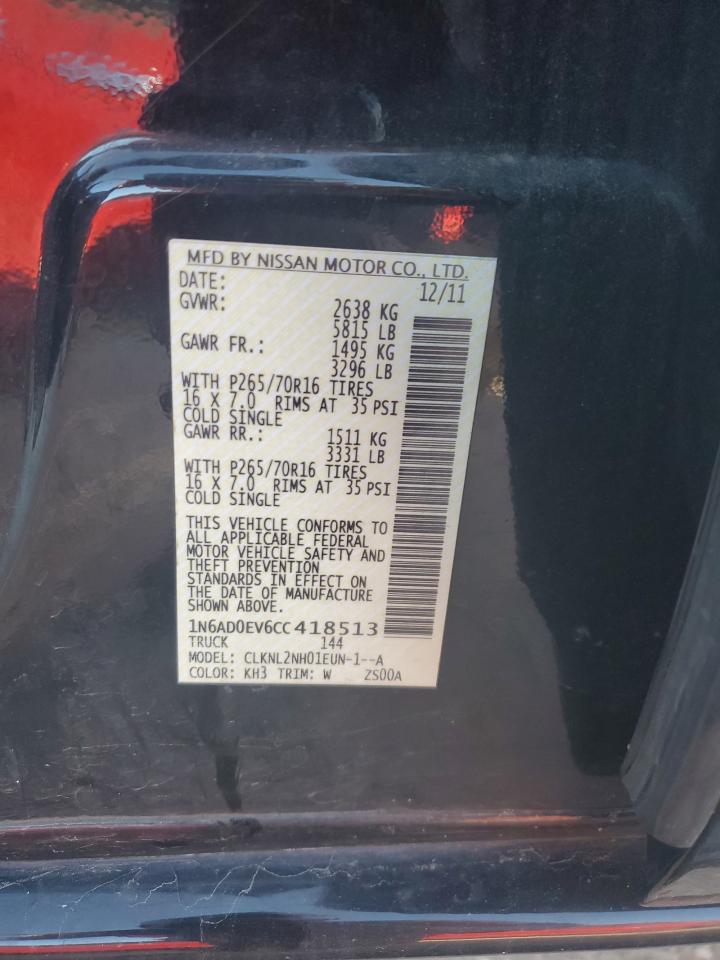 MFD BY NISSAN MOTOR CO., LTD.
DATE: 12/11
GVWR: 2638 KG
5815 LB
GAWR FR.: 1495 KG
3296 LB
WITH P265/70R16 TIRES
16 X 7.0 RIMS AT 35 PSI
COLD SINGLE
GAWR RR.: 1511 KG
3331 LB
WITH P265/70R16 TIRES
16 X 7.0 RIMS AT 35 PSI
COLD SINGLE
THIS VEHICLE CONFORMS TO
ALL APPLICABLE FEDERAL
MOTOR VEHICLE SAFETY AND
THEFT PREVENTION
STANDARDS IN EFFECT ON
THE DATE OF MANUFACTURE
SHOWN ABOVE.
1N6AD0EV6CC418513
TRUCK 144
MODEL: CLKNL2NH01EUN-1--A
COLOR: KH3 TRIM: W ZS00A